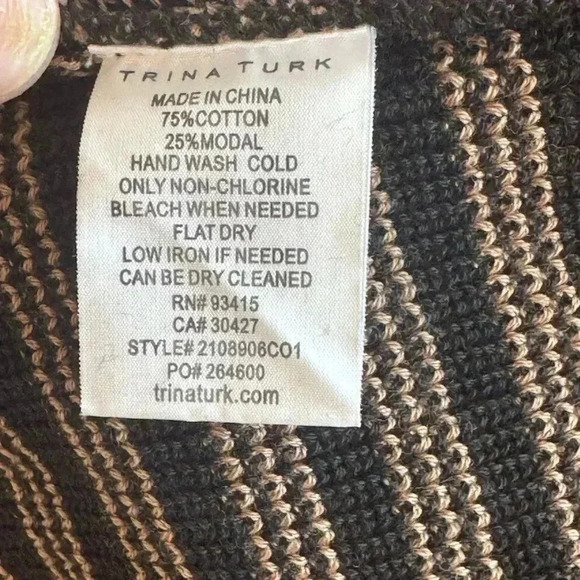 TRINA TURK
MADE IN CHINA
75%COTTON
25%MODAL
HAND WASH COLD
ONLY NON-CHLORINE
BLEACH WHEN NEEDED
FLAT DRY
LOW IRON IF NEEDED
CAN BE DRY CLEANED
RN# 93415
CA# 30427
STYLE# 2108906CO1
PO# 264600
trinaturk.com